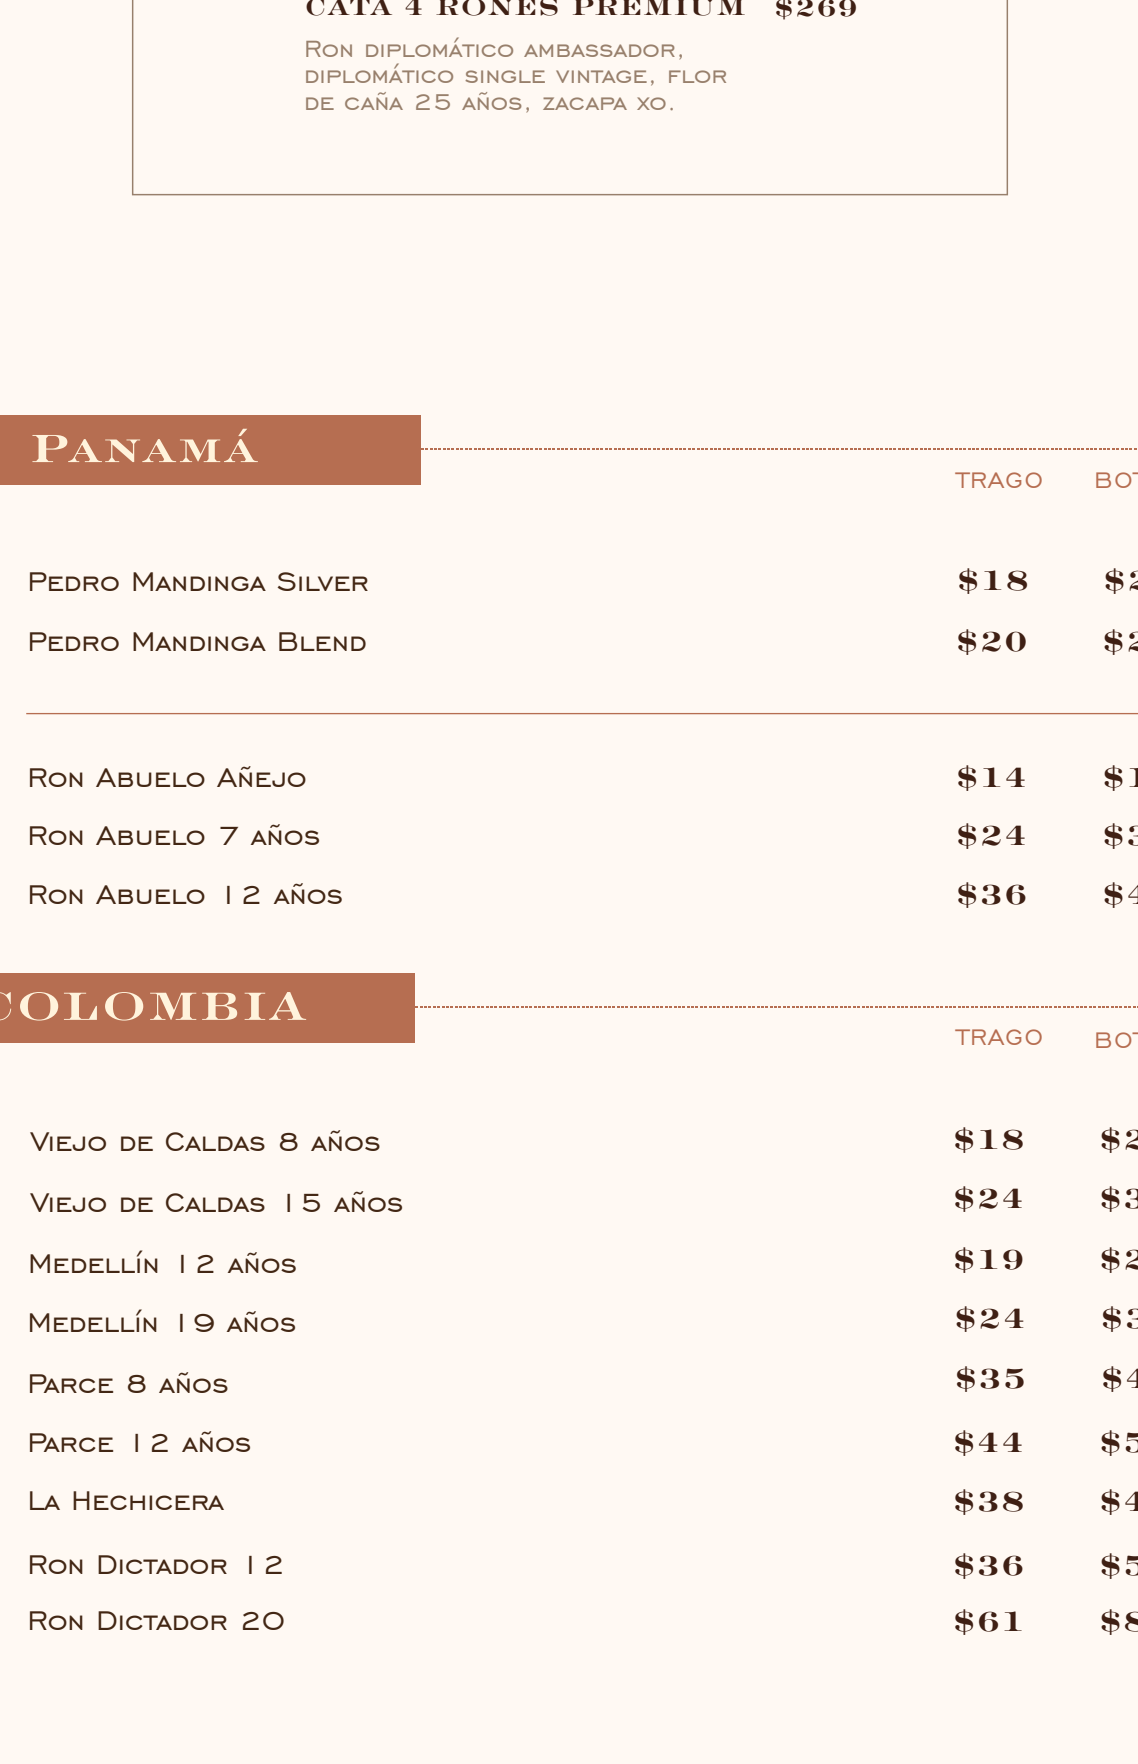 CATA 4 RONES PREMIUM $269
RON DIPLOMÁTICO AMBASSADOR,
DIPLOMÁTICO SINGLE VINTAGE, FLOR
DE CAÑA 25 AÑOS, ZACAPA XO.
PANAMÁ
TRAGO
PEDRO MANDINGA SILVER $18
PEDRO MANDINGA BLEND $20
RON ABUELO AÑEJO $14
RON ABUELO 7 AÑOS $24
RON ABUELO 12 AÑOS $36
COLOMBIA
TRAGO
VIEJO DE CALDAS 8 AÑOS $18
VIEJO DE CALDAS 15 AÑOS $24
MEDELLÍN 12 AÑOS $19
MEDELLÍN 19 AÑOS $24
PARCE 8 AÑOS $35
PARCE 12 AÑOS $44
LA HECHICERA $38
RON DICTADOR 12 $36
RON DICTADOR 20 $61